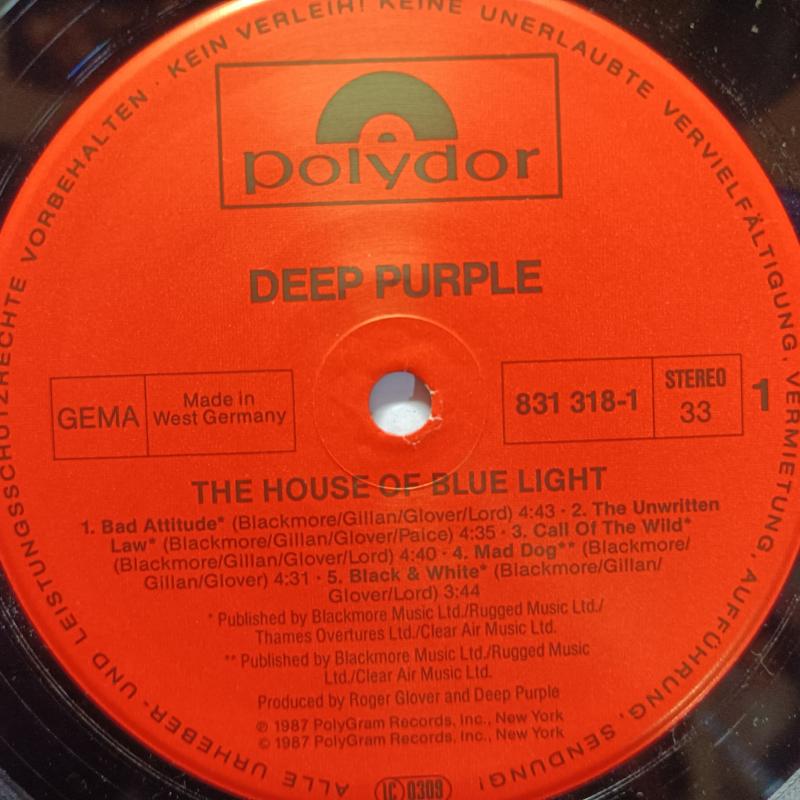 ALLE URHEBER- UND LEISTUNGSSCHUTZRECHTE VORBEHALTEN · KEIN VERLEIH! KEINE UNERLAUBTE VERVIELFÄLTIGUNG, VERMIETUNG, AUFFÜHRUNG, SENDUNG!
polydor
DEEP PURPLE
GEMA
Made in
West Germany
831 318-1
STEREO
33
1
THE HOUSE OF BLUE LIGHT
1. Bad Attitude* (Blackmore/Gillan/Glover/Lord) 4:43 · 2. The Unwritten
Law* (Blackmore/Gillan/Glover/Paice) 4:35 · 3. Call Of The Wild*
(Blackmore/Gillan/Glover/Lord) 4:40 · 4. Mad Dog** (Blackmore/
Gillan/Glover) 4:31 · 5. Black & White* (Blackmore/Gillan/
Glover/Lord) 3:44
* Published by Blackmore Music Ltd./Rugged Music Ltd./
Thames Overtures Ltd./Clear Air Music Ltd.
** Published by Blackmore Music Ltd./Rugged Music
Ltd./Clear Air Music Ltd.
Produced by Roger Glover and Deep Purple
℗ 1987 PolyGram Records, Inc., New York
© 1987 PolyGram Records, Inc., New York
LC 0309